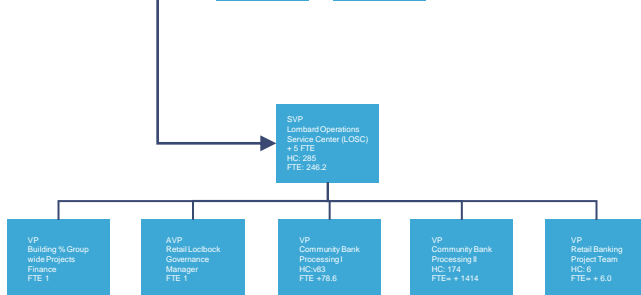 SVP
Lombard Operations
Service Center (LOSC)
+ 5 FTE
HC: 285
FTE: 246.2
VP
Building % Group
wide Projects
Finance
FTE 1
AVP
Retail Loclbock
Governance
Manager
FTE 1
VP
Community Bank
Processing I
HC:v83
FTE +78.6
VP
Community Bank
Processing II
HC: 174
FTE= + 1414
VP
Retail Banking
Project Team
HC: 6
FTE= + 6.0